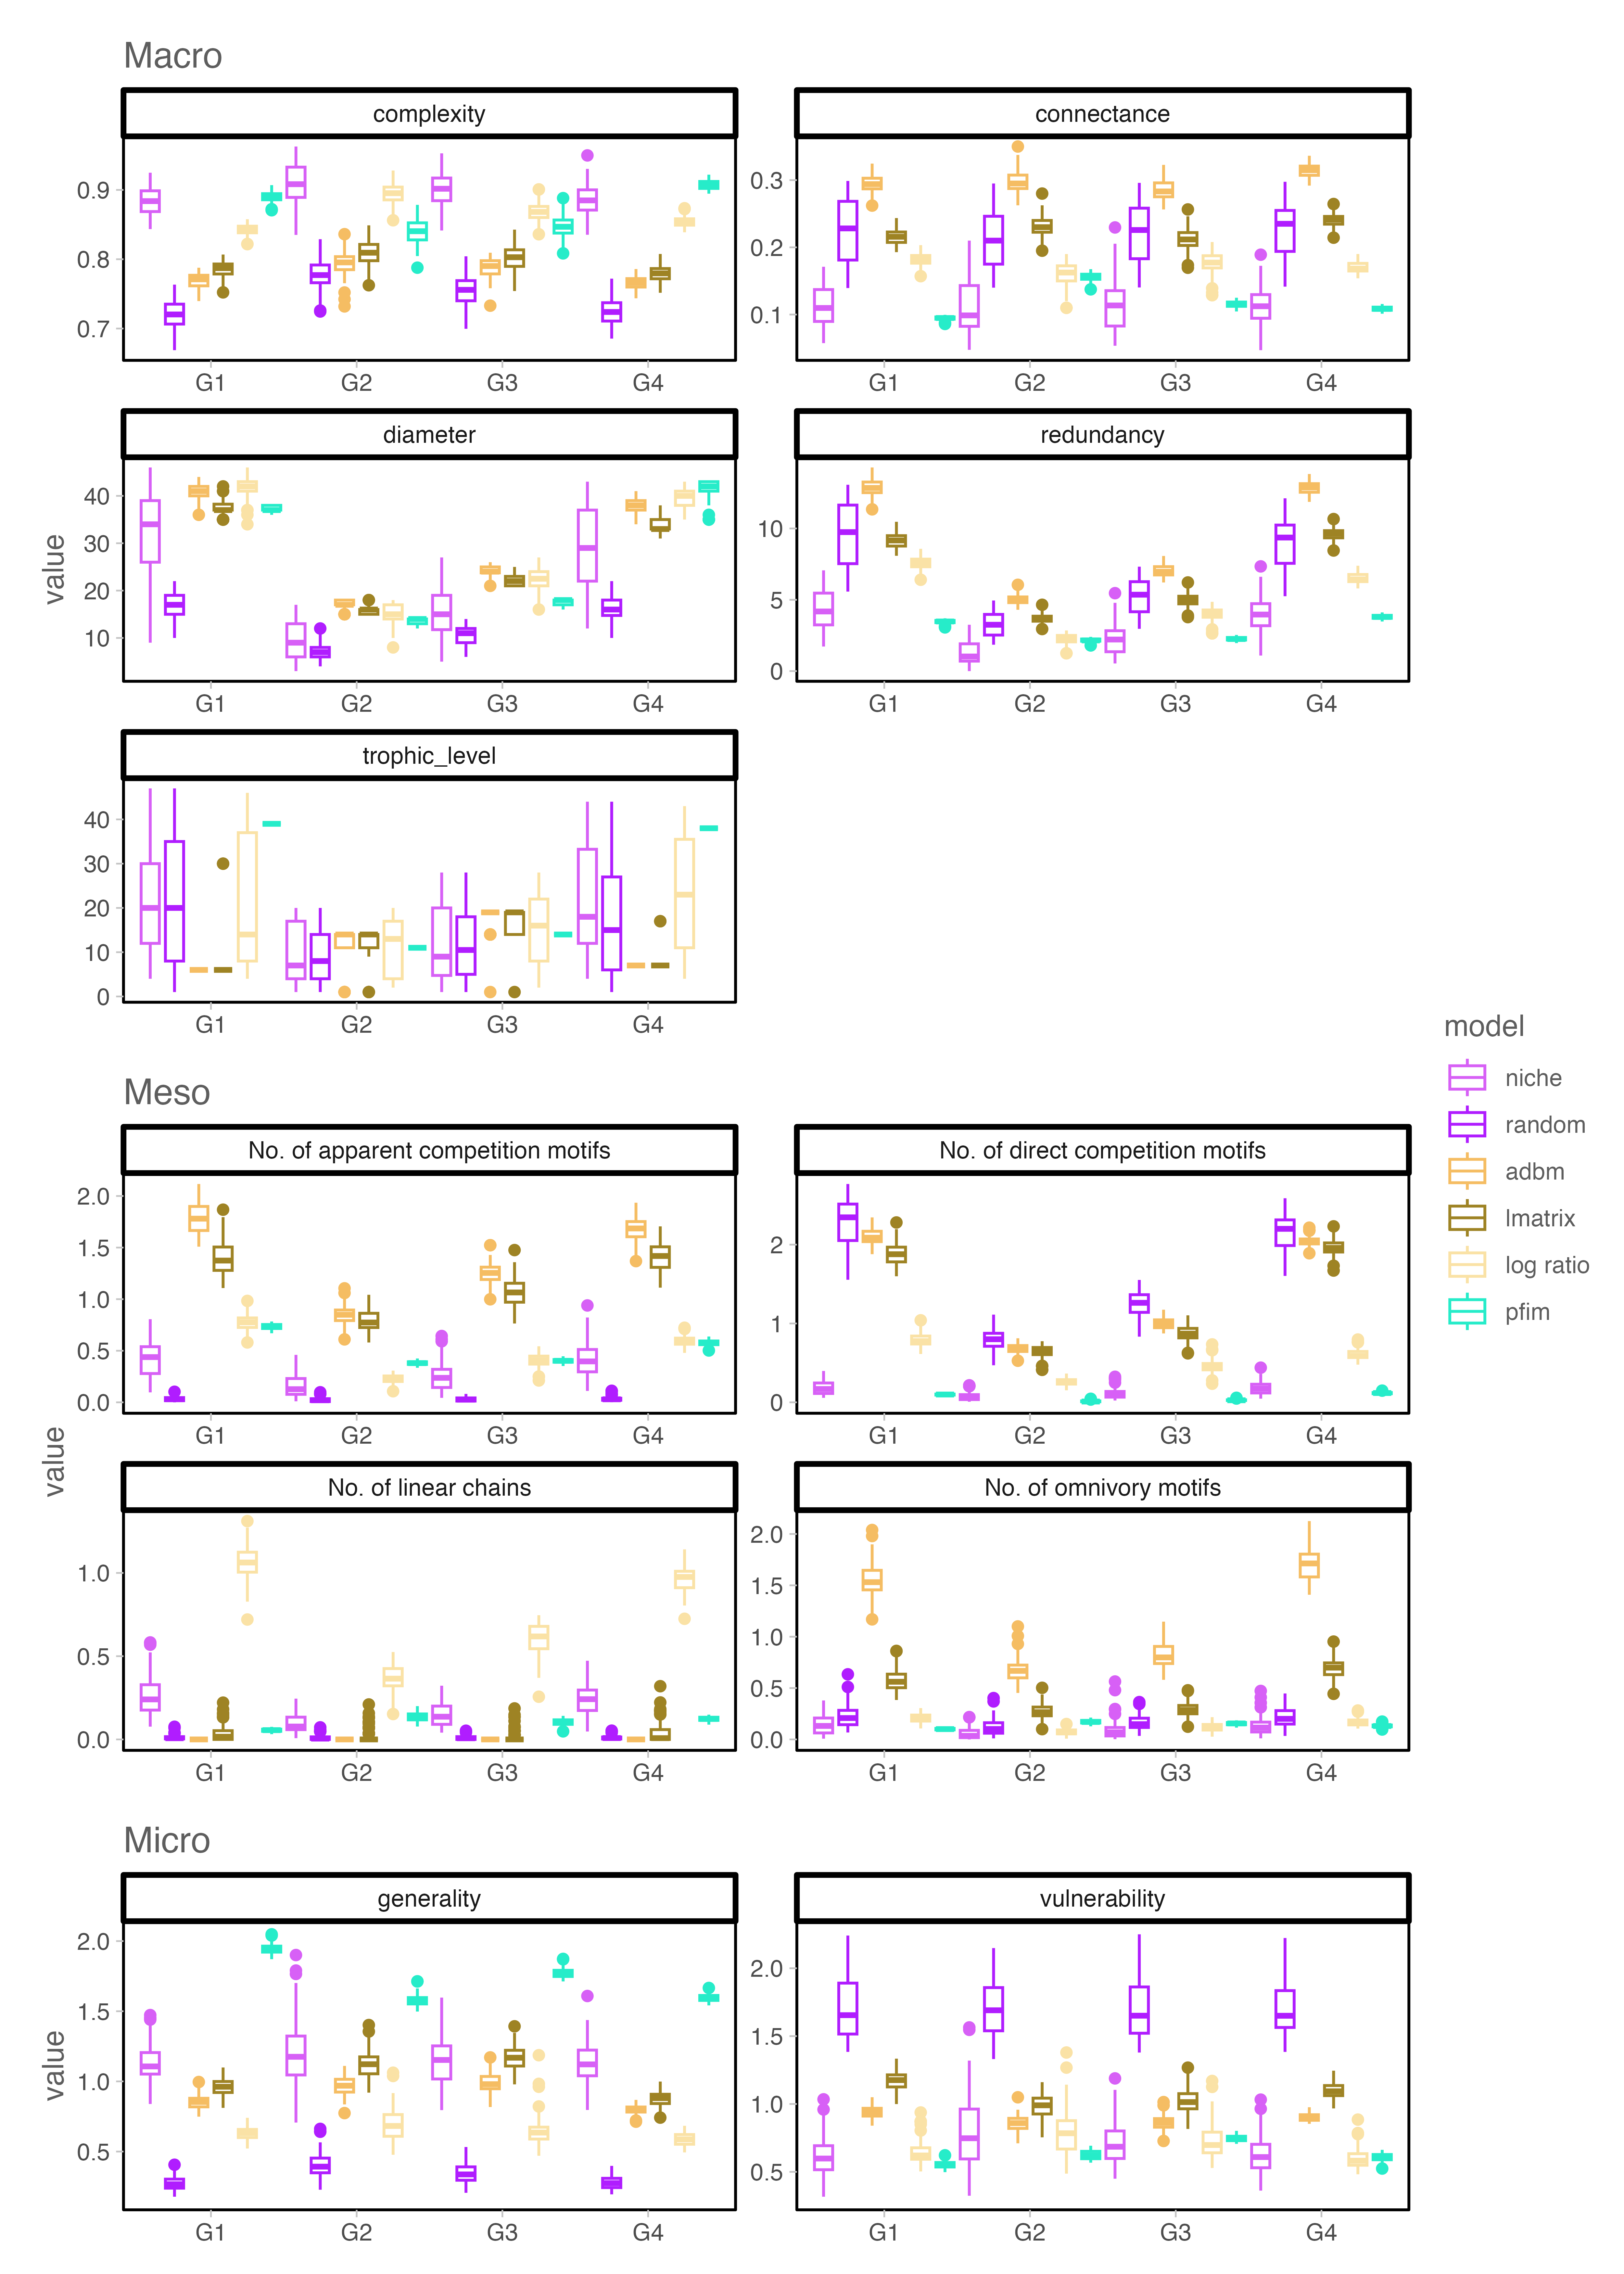 Macro
complexity
connectance
0.9
0.8
0.7
0.3
0.2
0.1
G1 G2 G3 G4
G1 G2 G3 G4
diameter
redundancy
value
40
30
20
10
10
5
0
G1 G2 G3 G4
G1 G2 G3 G4
trophic_level
40
30
20
10
0
G1 G2 G3 G4
model
niche
random
adbm
lmatrix
log ratio
pfim
Meso
No. of apparent competition motifs
No. of direct competition motifs
value
2.0
1.5
1.0
0.5
0.0
2
1
0
G1 G2 G3 G4
G1 G2 G3 G4
No. of linear chains
No. of omnivory motifs
1.0
0.5
0.0
2.0
1.5
1.0
0.5
0.0
G1 G2 G3 G4
G1 G2 G3 G4
Micro
generality
vulnerability
value
2.0
1.5
1.0
0.5
2.0
1.5
1.0
0.5
G1 G2 G3 G4
G1 G2 G3 G4